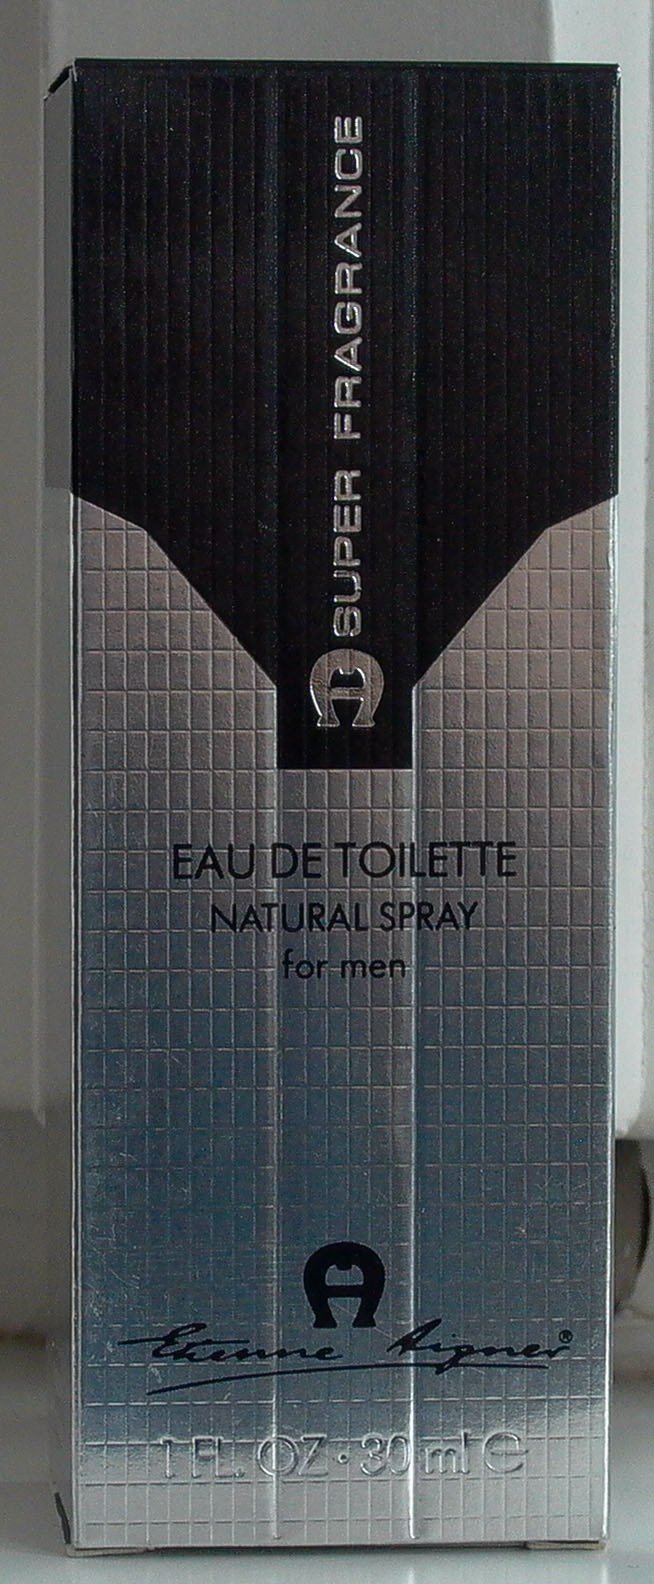 SUPER FRAGRANCE
EAU DE TOILETTE
NATURAL SPRAY
for men
Etienne Aigner®
1 FL. OZ · 30 ml ℮